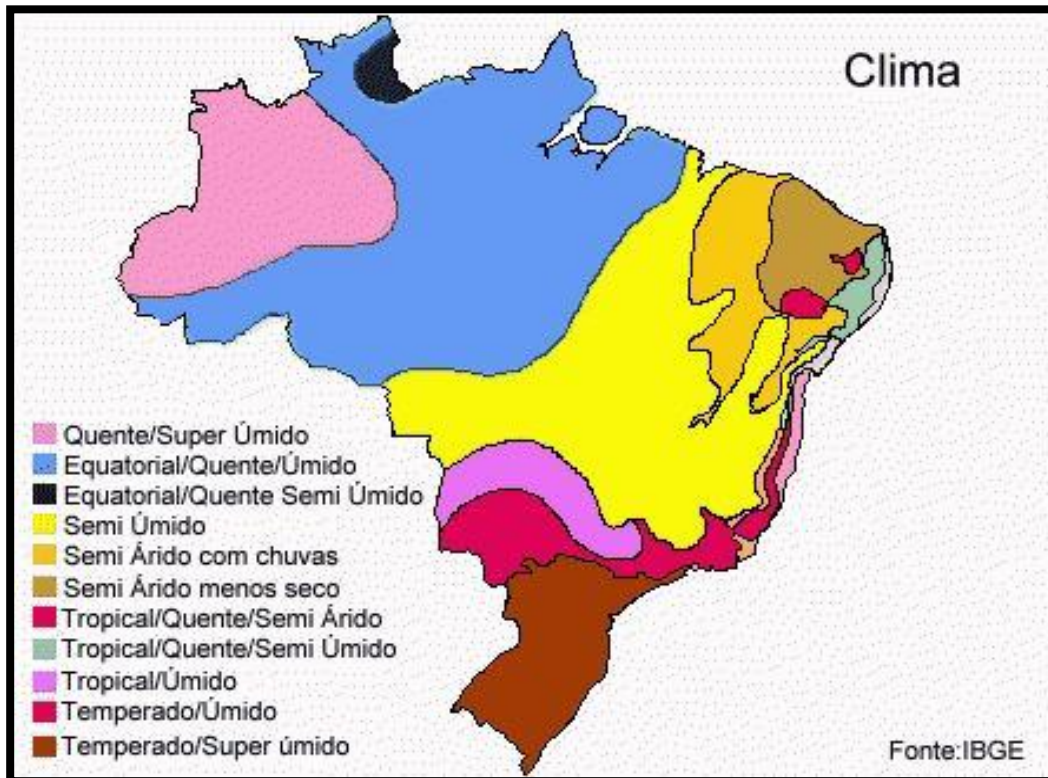 Clima
Quente/Super Úmido
Equatorial/Quente/Úmido
Equatorial/Quente Semi Úmido
Semi Úmido
Semi Árido com chuvas
Semi Árido menos seco
Tropical/Quente/Semi Árido
Tropical/Quente/Semi Úmido
Tropical/Úmido
Temperado/Úmido
Temperado/Super úmido
Fonte:IBGE